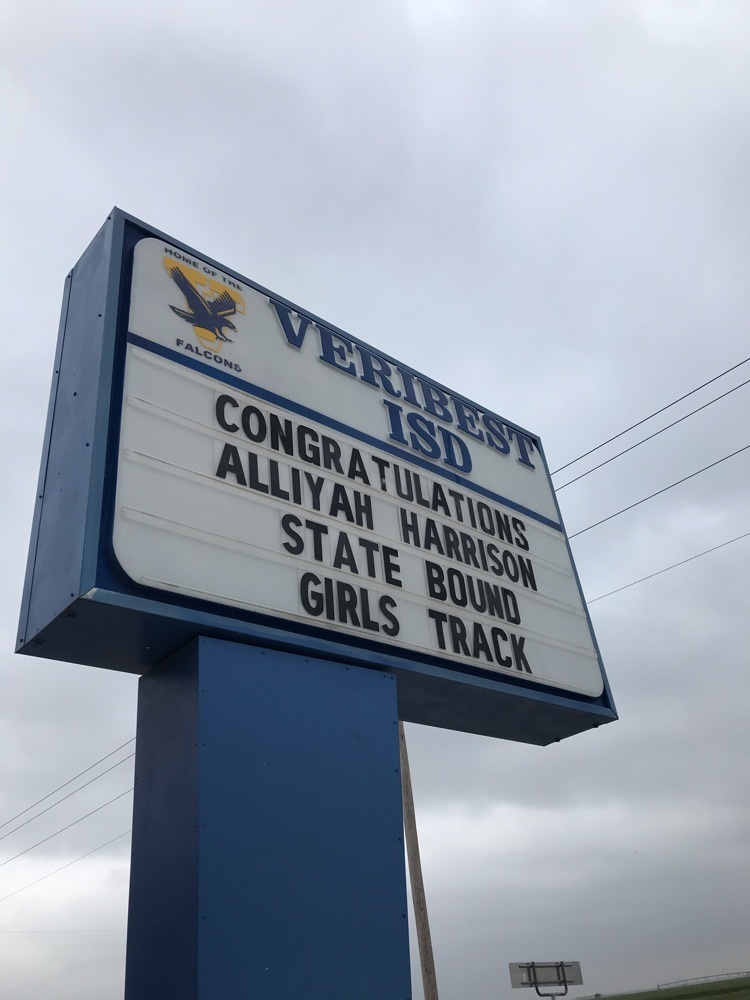 HOME OF THE
FALCONS
VERIBEST
ISD
CONGRATULATIONS
ALLIYAH HARRISON
STATE BOUND
GIRLS TRACK